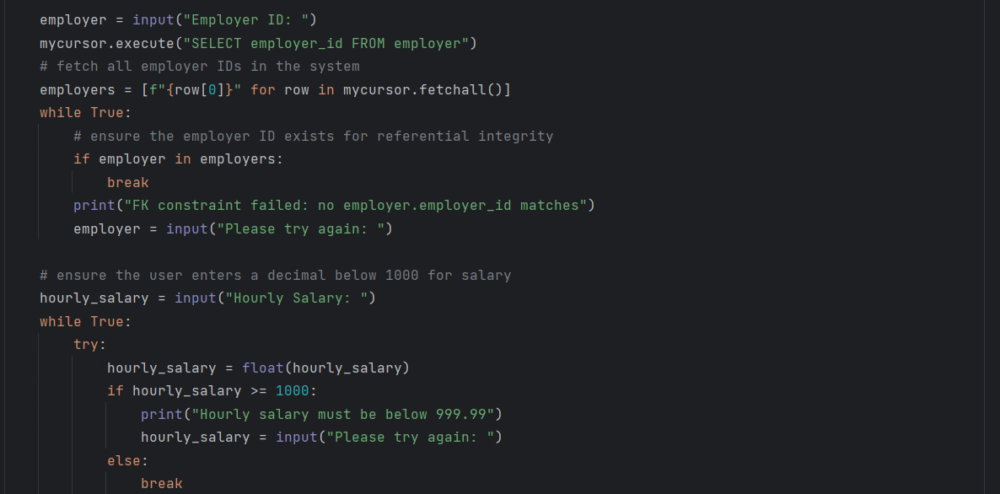 employer = input("Employer ID: ")
mycursor.execute("SELECT employer_id FROM employer")
# fetch all employer IDs in the system
employers = [f"{row[0]}" for row in mycursor.fetchall()]
while True:
    # ensure the employer ID exists for referential integrity
    if employer in employers:
        break
    print("FK constraint failed: no employer.employer_id matches")
    employer = input("Please try again: ")

# ensure the user enters a decimal below 1000 for salary
hourly_salary = input("Hourly Salary: ")
while True:
    try:
        hourly_salary = float(hourly_salary)
        if hourly_salary >= 1000:
            print("Hourly salary must be below 999.99")
            hourly_salary = input("Please try again: ")
        else:
            break